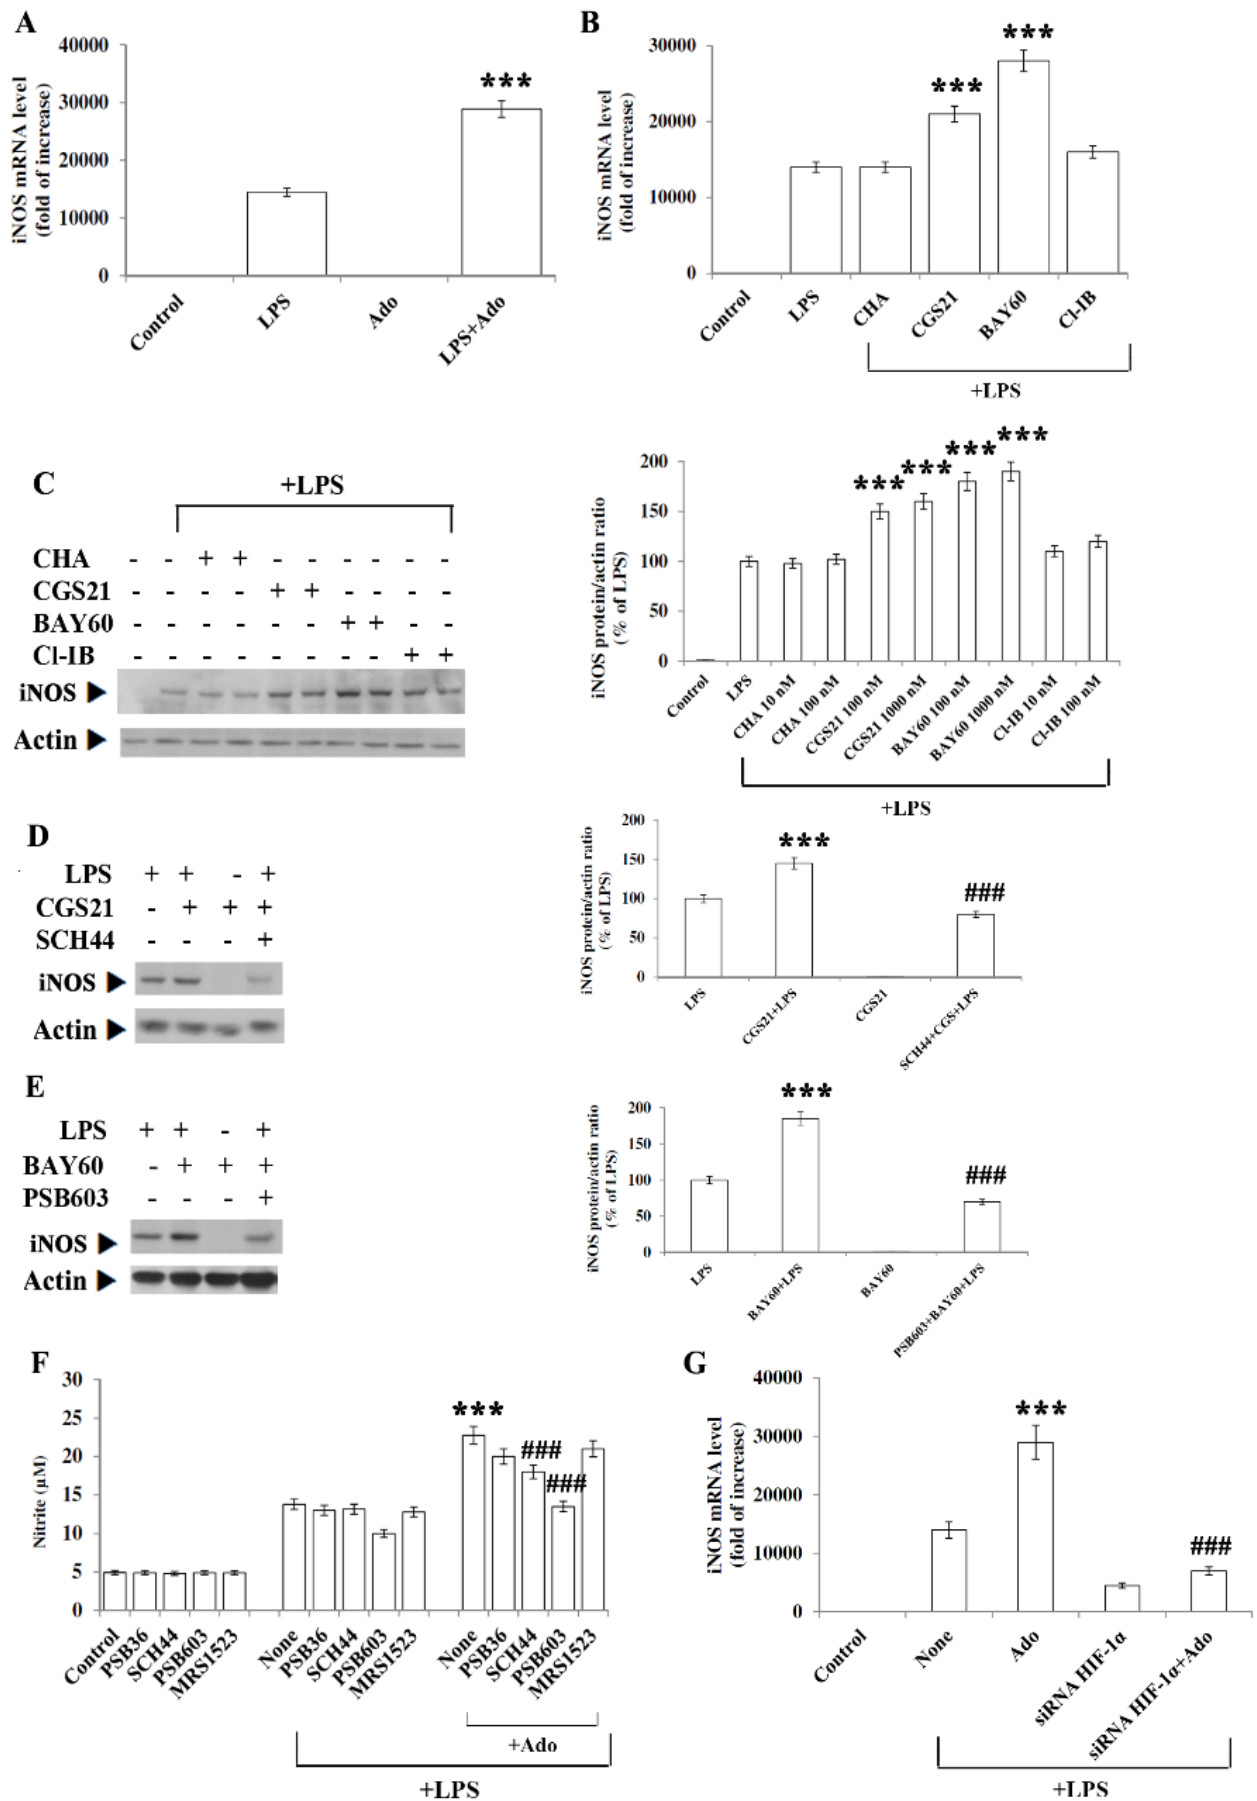 A
iNOS mRNA level
(fold of increase)
40000
30000
20000
10000
0
***
Control
LPS
Ado
LPS+Ado
B
iNOS mRNA level
(fold of increase)
30000
20000
10000
0
***
***
Control
LPS
CHA
CGS21
BAY60
Cl-IB
+LPS
C
+LPS
CHA - - + + - - - - - -
CGS21 - - - - + + - - - -
BAY60 - - - - - - + + - -
Cl-IB - - - - - - - - + +
iNOS
Actin
iNOS protein/actin ratio
(% of LPS)
200
150
100
50
0
***
***
***
***
Control
LPS
CHA 10 nM
CHA 100 nM
CGS21 100 nM
CGS21 1000 nM
BAY60 100 nM
BAY60 1000 nM
Cl-IB 10 nM
Cl-IB 100 nM
+LPS
D
LPS + + - +
CGS21 - + + +
SCH44 - - - +
iNOS
Actin
iNOS protein/actin ratio
(% of LPS)
200
150
100
50
0
***
###
LPS
CGS21+LPS
CGS21
SCH44+CGS+LPS
E
LPS + + - +
BAY60 - + + +
PSB603 - - - +
iNOS
Actin
iNOS protein/actin ratio
(% of LPS)
200
150
100
50
0
***
###
LPS
BAY60+LPS
BAY60
PSB603+BAY60+LPS
F
Nitrite (µM)
30
25
20
15
10
5
0
***
###
###
Control
PSB36
SCH44
PSB603
MRS1523
None
PSB36
SCH44
PSB603
MRS1523
None
PSB36
SCH44
PSB603
MRS1523
+Ado
+LPS
G
iNOS mRNA level
(fold of increase)
40000
30000
20000
10000
0
***
###
Control
None
Ado
siRNA HIF-1α
siRNA HIF-1α+Ado
+LPS